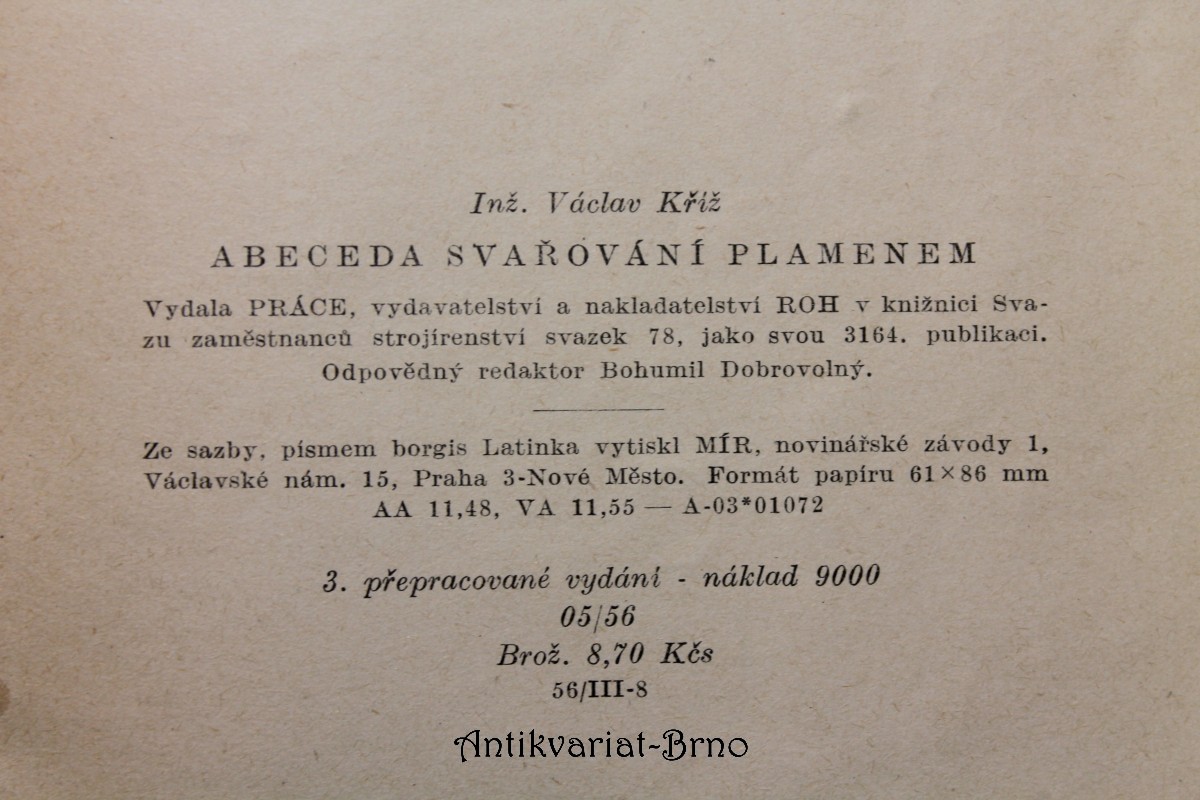 Inž. Václav Kříž
ABECEDA SVAŘOVÁNÍ PLAMENEM
Vydala PRÁCE, vydavatelství a nakladatelství ROH v knižnici Sva-
zu zaměstnanců strojírenství svazek 78, jako svou 3164. publikaci.
Odpovědný redaktor Bohumil Dobrovolný.
Ze sazby, písmem borgis Latinka vytiskl MÍR, novinářské závody 1,
Václavské nám. 15, Praha 3-Nové Město. Formát papíru 61×86 mm
AA 11,48, VA 11,55 — A-03*01072
3. přepracované vydání - náklad 9000
05/56
Brož. 8,70 Kčs
56/III-8
Antikvariat-Brno